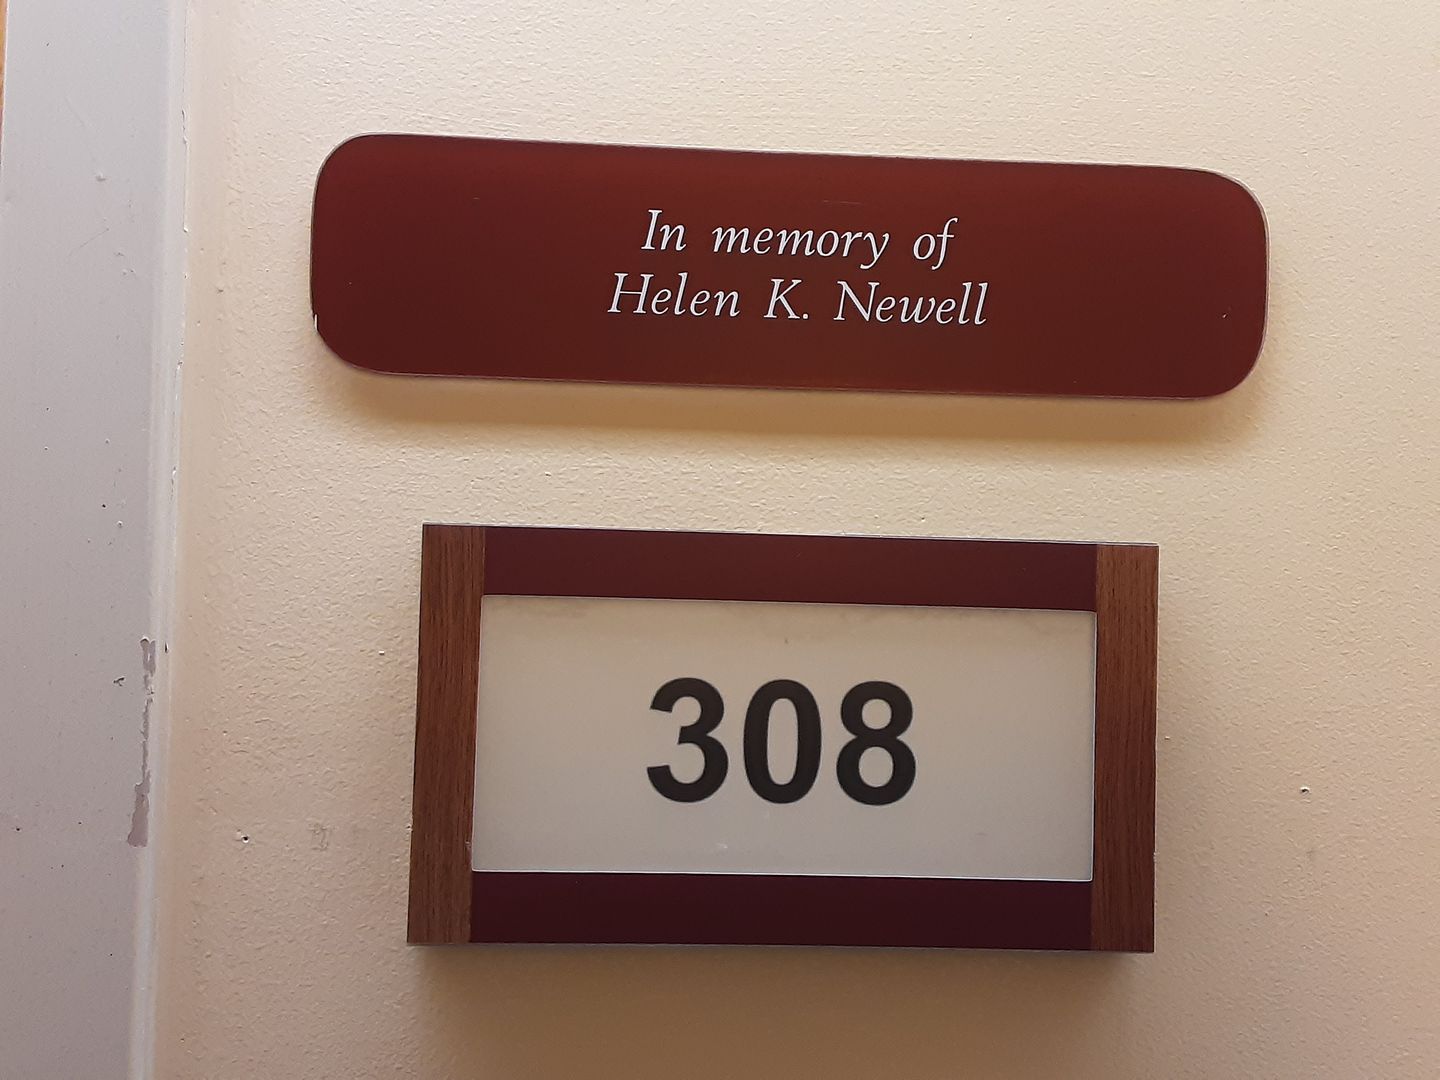 In memory of
Helen K. Newell
308